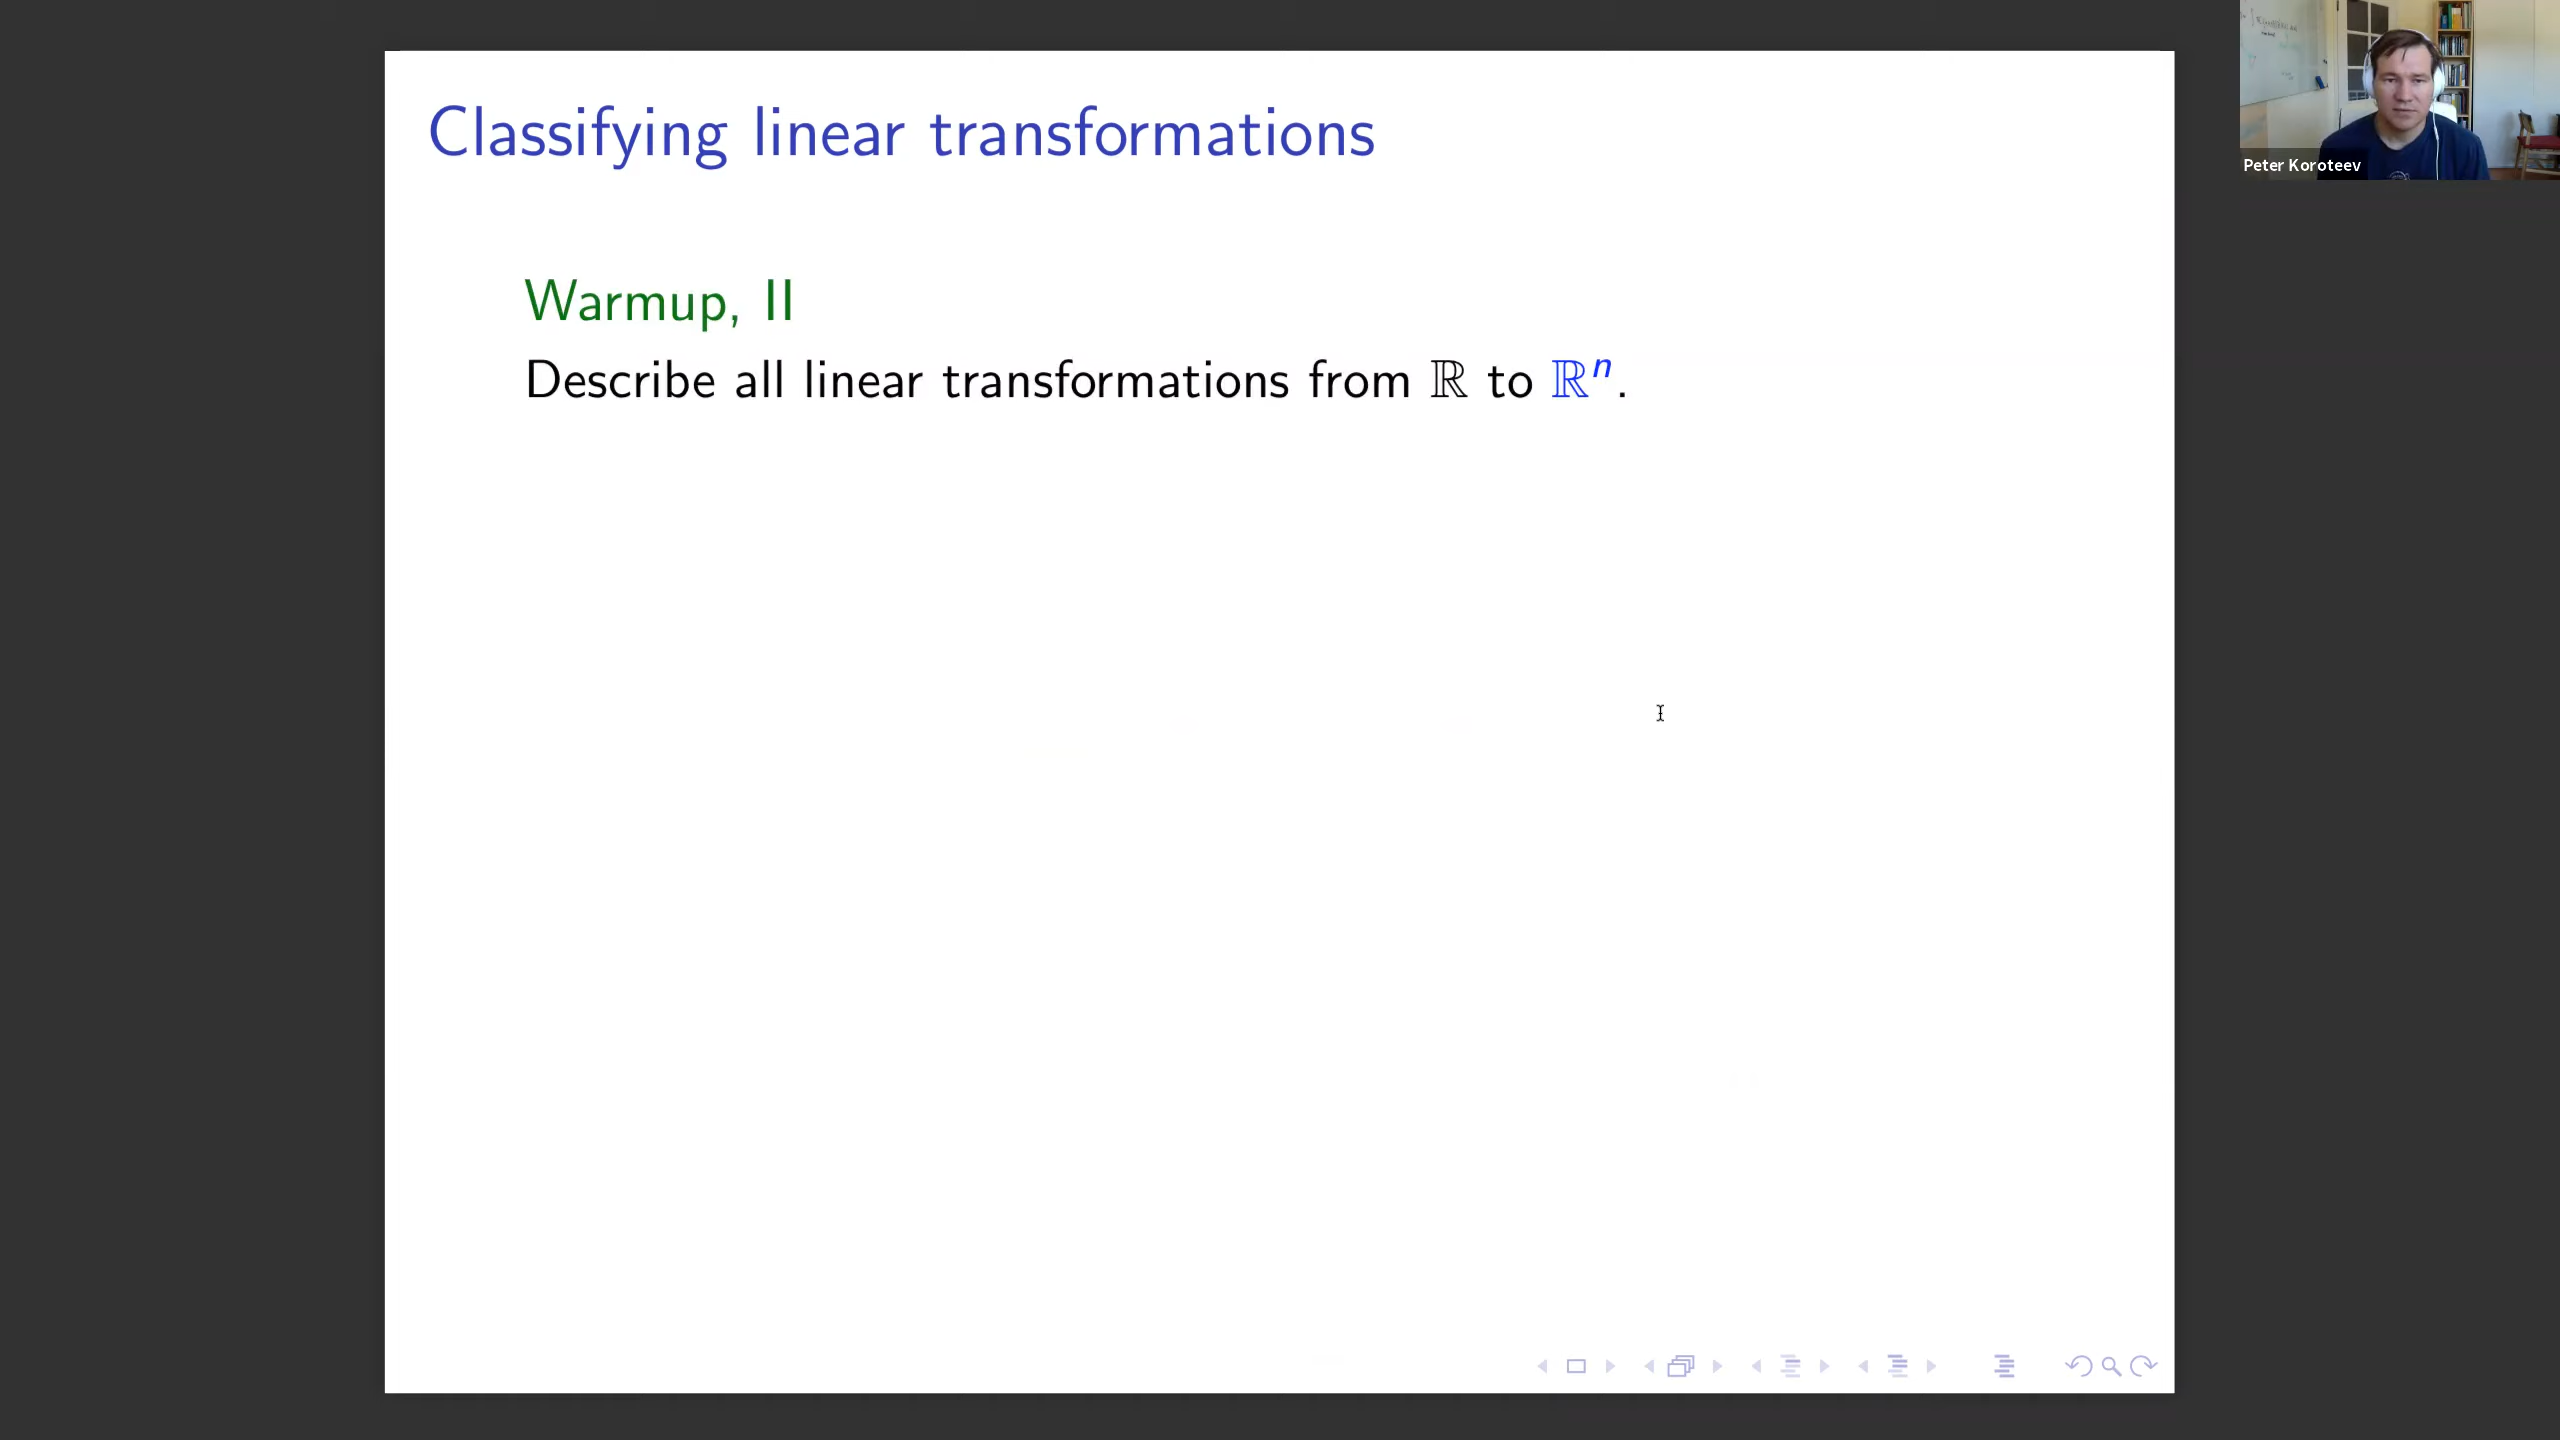 Classifying linear transformations
Warmup, II
Describe all linear transformations from ℝ to ℝⁿ.
Peter Koroteev